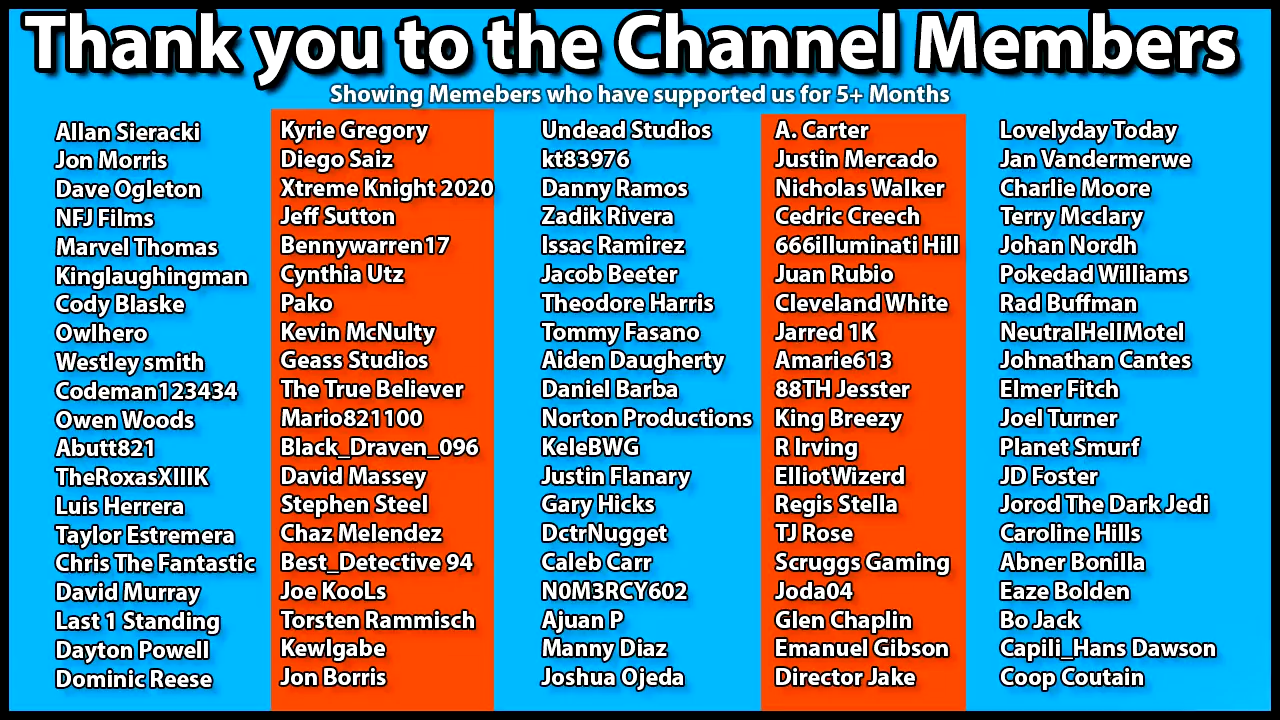 Thank you to the Channel Members
Showing Memebers who have supported us for 5+ Months
Allan Sieracki
Jon Morris
Dave Ogleton
NFJ Films
Marvel Thomas
Kinglaughingman
Cody Blaske
Owlhero
Westley smith
Codeman123434
Owen Woods
Abutt821
TheRoxasXIIIK
Luis Herrera
Taylor Estremera
Chris The Fantastic
David Murray
Last 1 Standing
Dayton Powell
Dominic Reese
Kyrie Gregory
Diego Saiz
Xtreme Knight 2020
Jeff Sutton
Bennywarren17
Cynthia Utz
Pako
Kevin McNulty
Geass Studios
The True Believer
Mario821100
Black_Draven_096
David Massey
Stephen Steel
Chaz Melendez
Best_Detective 94
Joe KooLs
Torsten Rammisch
Kewlgabe
Jon Borris
Undead Studios
kt83976
Danny Ramos
Zadik Rivera
Issac Ramirez
Jacob Beeter
Theodore Harris
Tommy Fasano
Aiden Daugherty
Daniel Barba
Norton Productions
KeleBWG
Justin Flanary
Gary Hicks
DctrNugget
Caleb Carr
N0M3RCY602
Ajuan P
Manny Diaz
Joshua Ojeda
A. Carter
Justin Mercado
Nicholas Walker
Cedric Creech
666illuminati Hill
Juan Rubio
Cleveland White
Jarred 1K
Amarie613
88TH Jesster
King Breezy
R Irving
ElliotWizerd
Regis Stella
TJ Rose
Scruggs Gaming
Joda04
Glen Chaplin
Emanuel Gibson
Director Jake
Lovelyday Today
Jan Vandermerwe
Charlie Moore
Terry Mcclary
Johan Nordh
Pokedad Williams
Rad Buffman
NeutralHellMotel
Johnathan Cantes
Elmer Fitch
Joel Turner
Planet Smurf
JD Foster
Jorod The Dark Jedi
Caroline Hills
Abner Bonilla
Eaze Bolden
Bo Jack
Capili_Hans Dawson
Coop Coutain